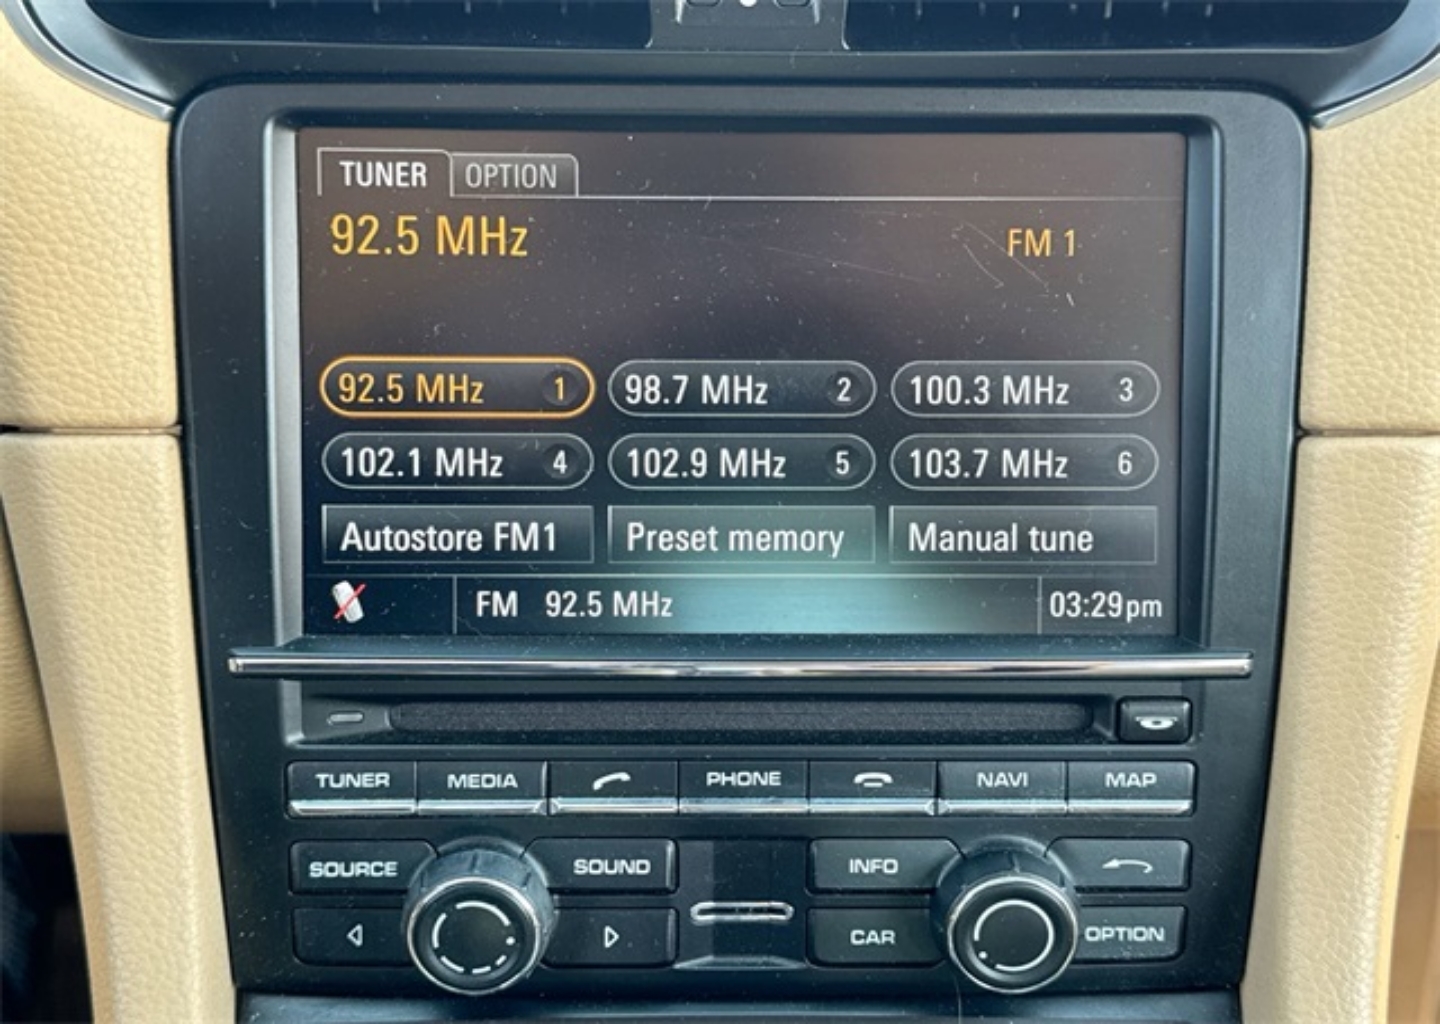 TUNER OPTION
92.5 MHz FM 1
92.5 MHz 1 98.7 MHz 2 100.3 MHz 3
102.1 MHz 4 102.9 MHz 5 103.7 MHz 6
Autostore FM1 Preset memory Manual tune
FM 92.5 MHz 03:29pm
TUNER MEDIA PHONE NAVI MAP
SOURCE SOUND INFO
CAR OPTION